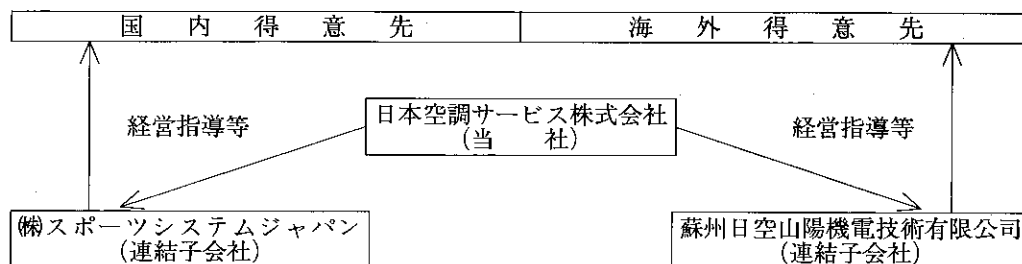 国内得意先
海外得意先
経営指導等
日本空調サービス株式会社
(当社)
経営指導等
㈱スポーツシステムジャパン
(連結子会社)
蘇州日空山陽機電技術有限公司
(連結子会社)